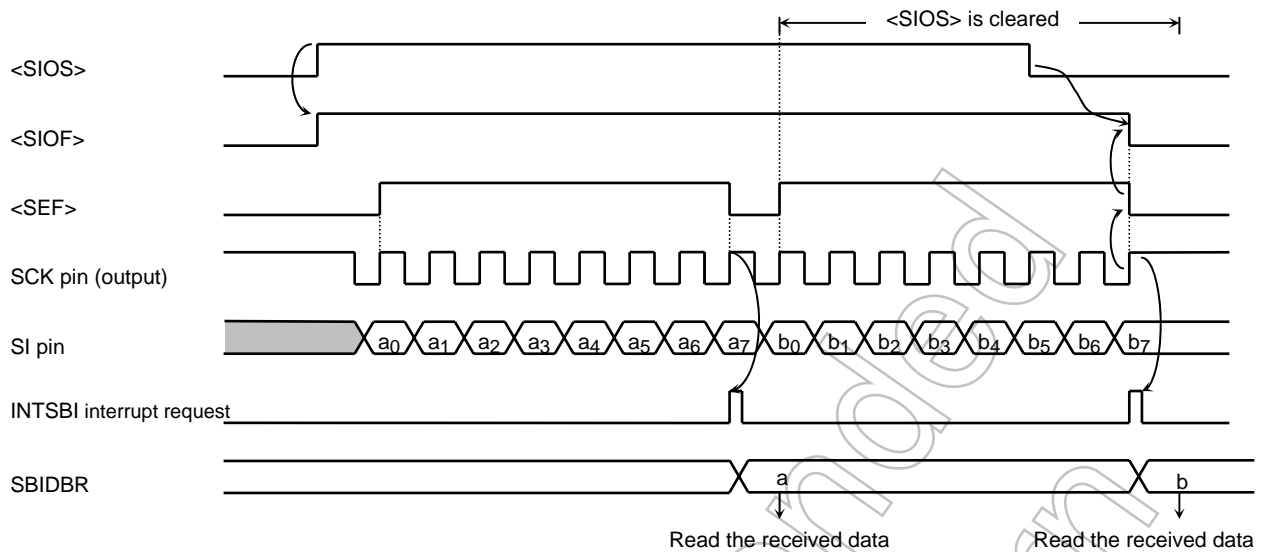 <SIOS> is cleared
<SIOS>
<SIOF>
<SEF>
SCK pin (output)
SI pin
a0 a1 a2 a3 a4 a5 a6 a7 b0 b1 b2 b3 b4 b5 b6 b7
INTSBI interrupt request
SBIDBR
a b
Read the received data Read the received data